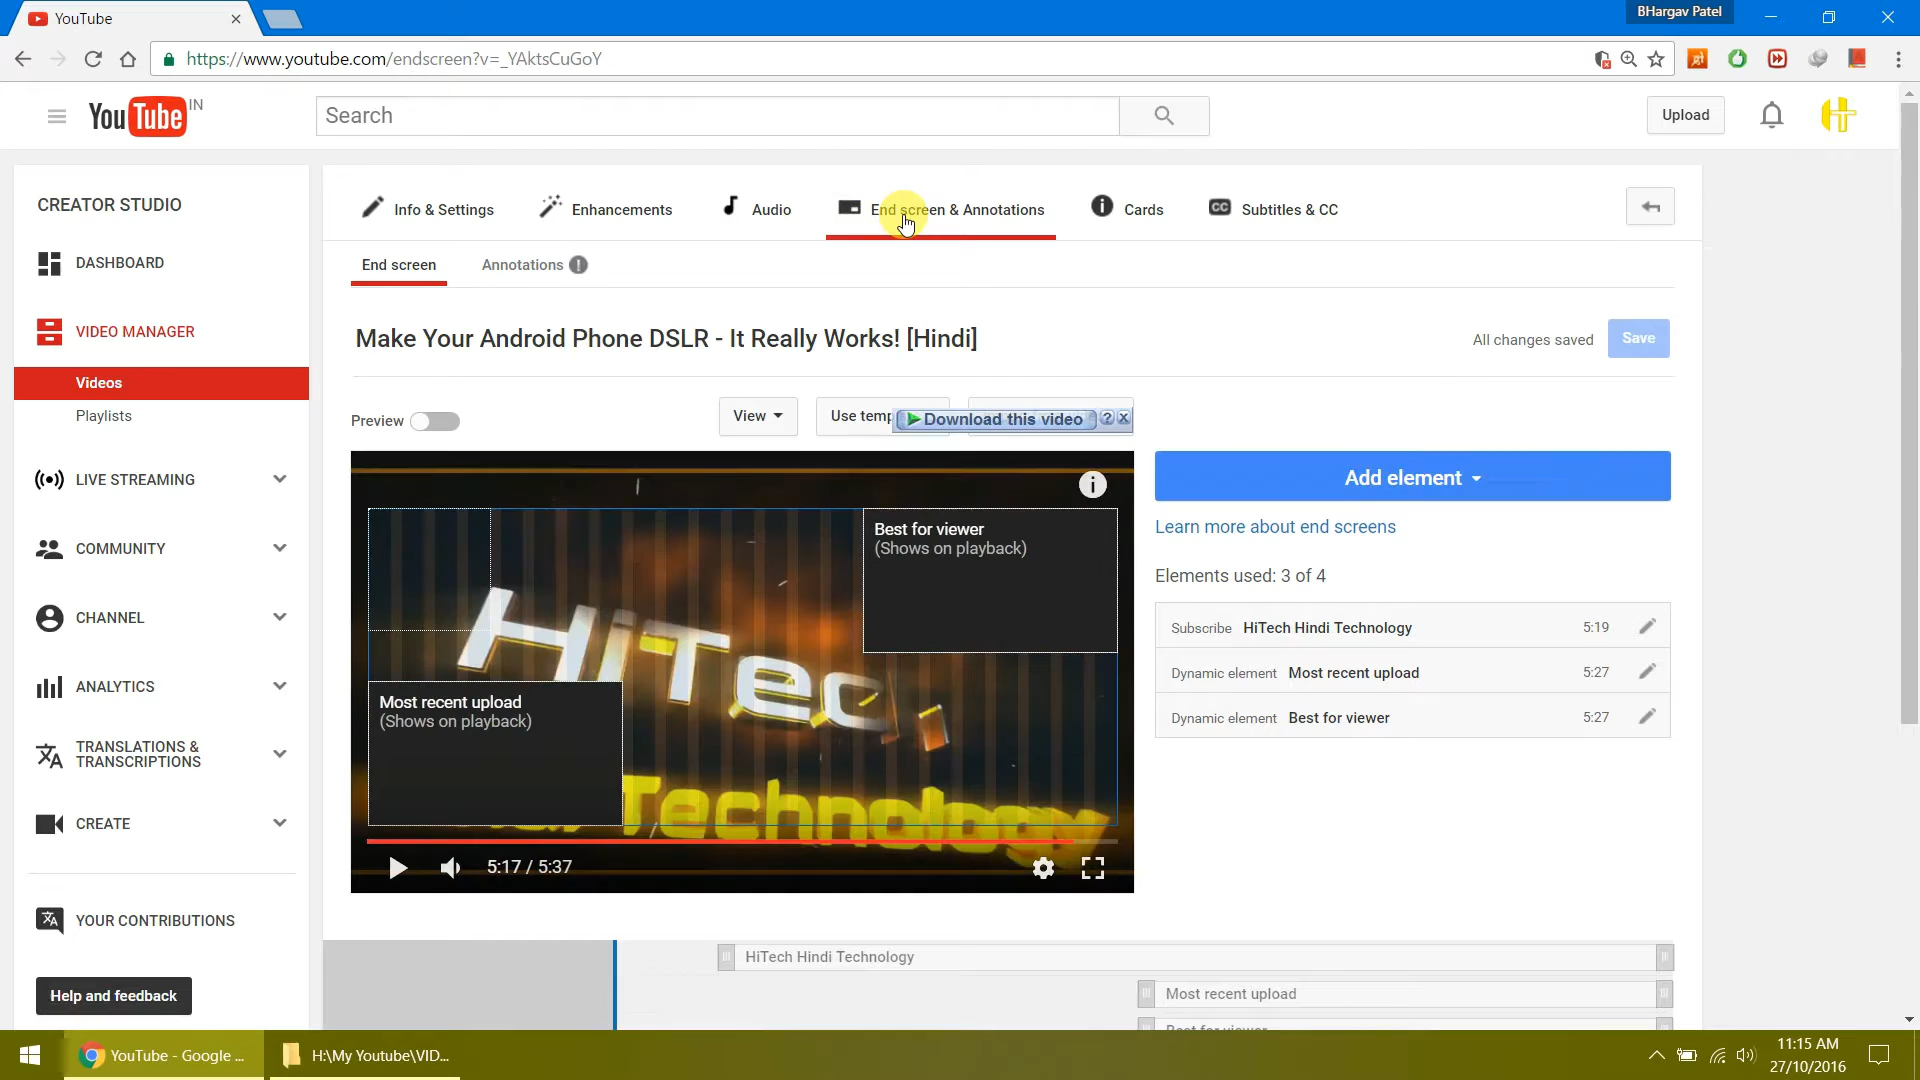 YouTube
BHargav Patel
https://www.youtube.com/endscreen?v=_YAktsCuGoY
YouTube IN
Search
Upload
CREATOR STUDIO
DASHBOARD
VIDEO MANAGER
Videos
Playlists
LIVE STREAMING
COMMUNITY
CHANNEL
ANALYTICS
TRANSLATIONS &
TRANSCRIPTIONS
CREATE
YOUR CONTRIBUTIONS
Help and feedback
Info & Settings
Enhancements
Audio
End screen & Annotations
Cards
CC Subtitles & CC
End screen
Annotations
Make Your Android Phone DSLR - It Really Works! [Hindi]
All changes saved
Save
Preview
View
Use temp
Download this video
Best for viewer
(Shows on playback)
HiTec
Most recent upload
(Shows on playback)
Technology
5:17 / 5:37
Add element
Learn more about end screens
Elements used: 3 of 4
Subscribe HiTech Hindi Technology 5:19
Dynamic element Most recent upload 5:27
Dynamic element Best for viewer 5:27
HiTech Hindi Technology
Most recent upload
Best for viewer
YouTube - Google ...
H:\My Youtube\VID...
11:15 AM
27/10/2016